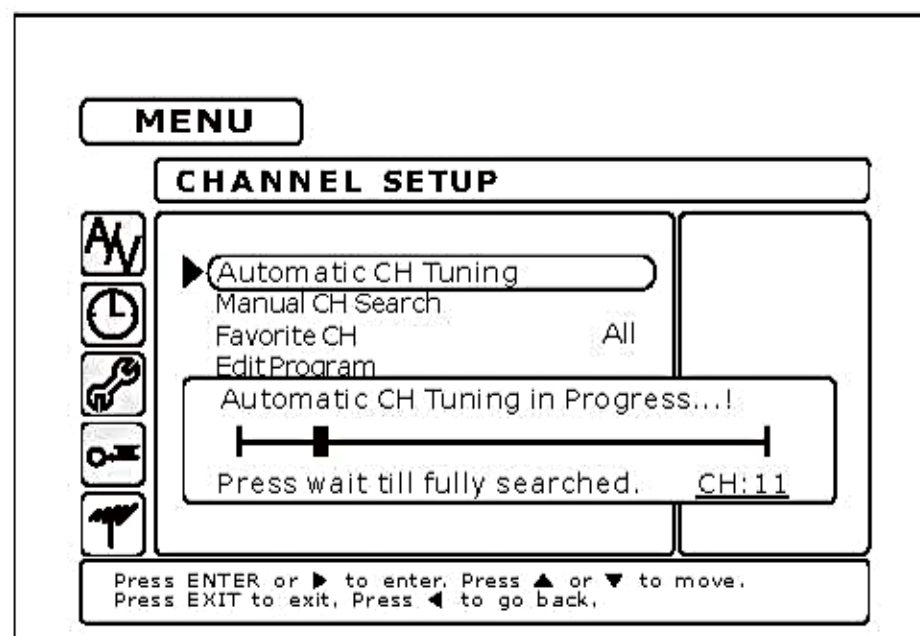 MENU
CHANNEL SETUP
AV
Automatic CH Tuning
Manual CH Search
Favorite CH All
Edit Program
Automatic CH Tuning in Progress...!
Press wait till fully searched. CH:11
Press ENTER or ▶ to enter. Press ▲ or ▼ to move.
Press EXIT to exit. Press ◀ to go back.